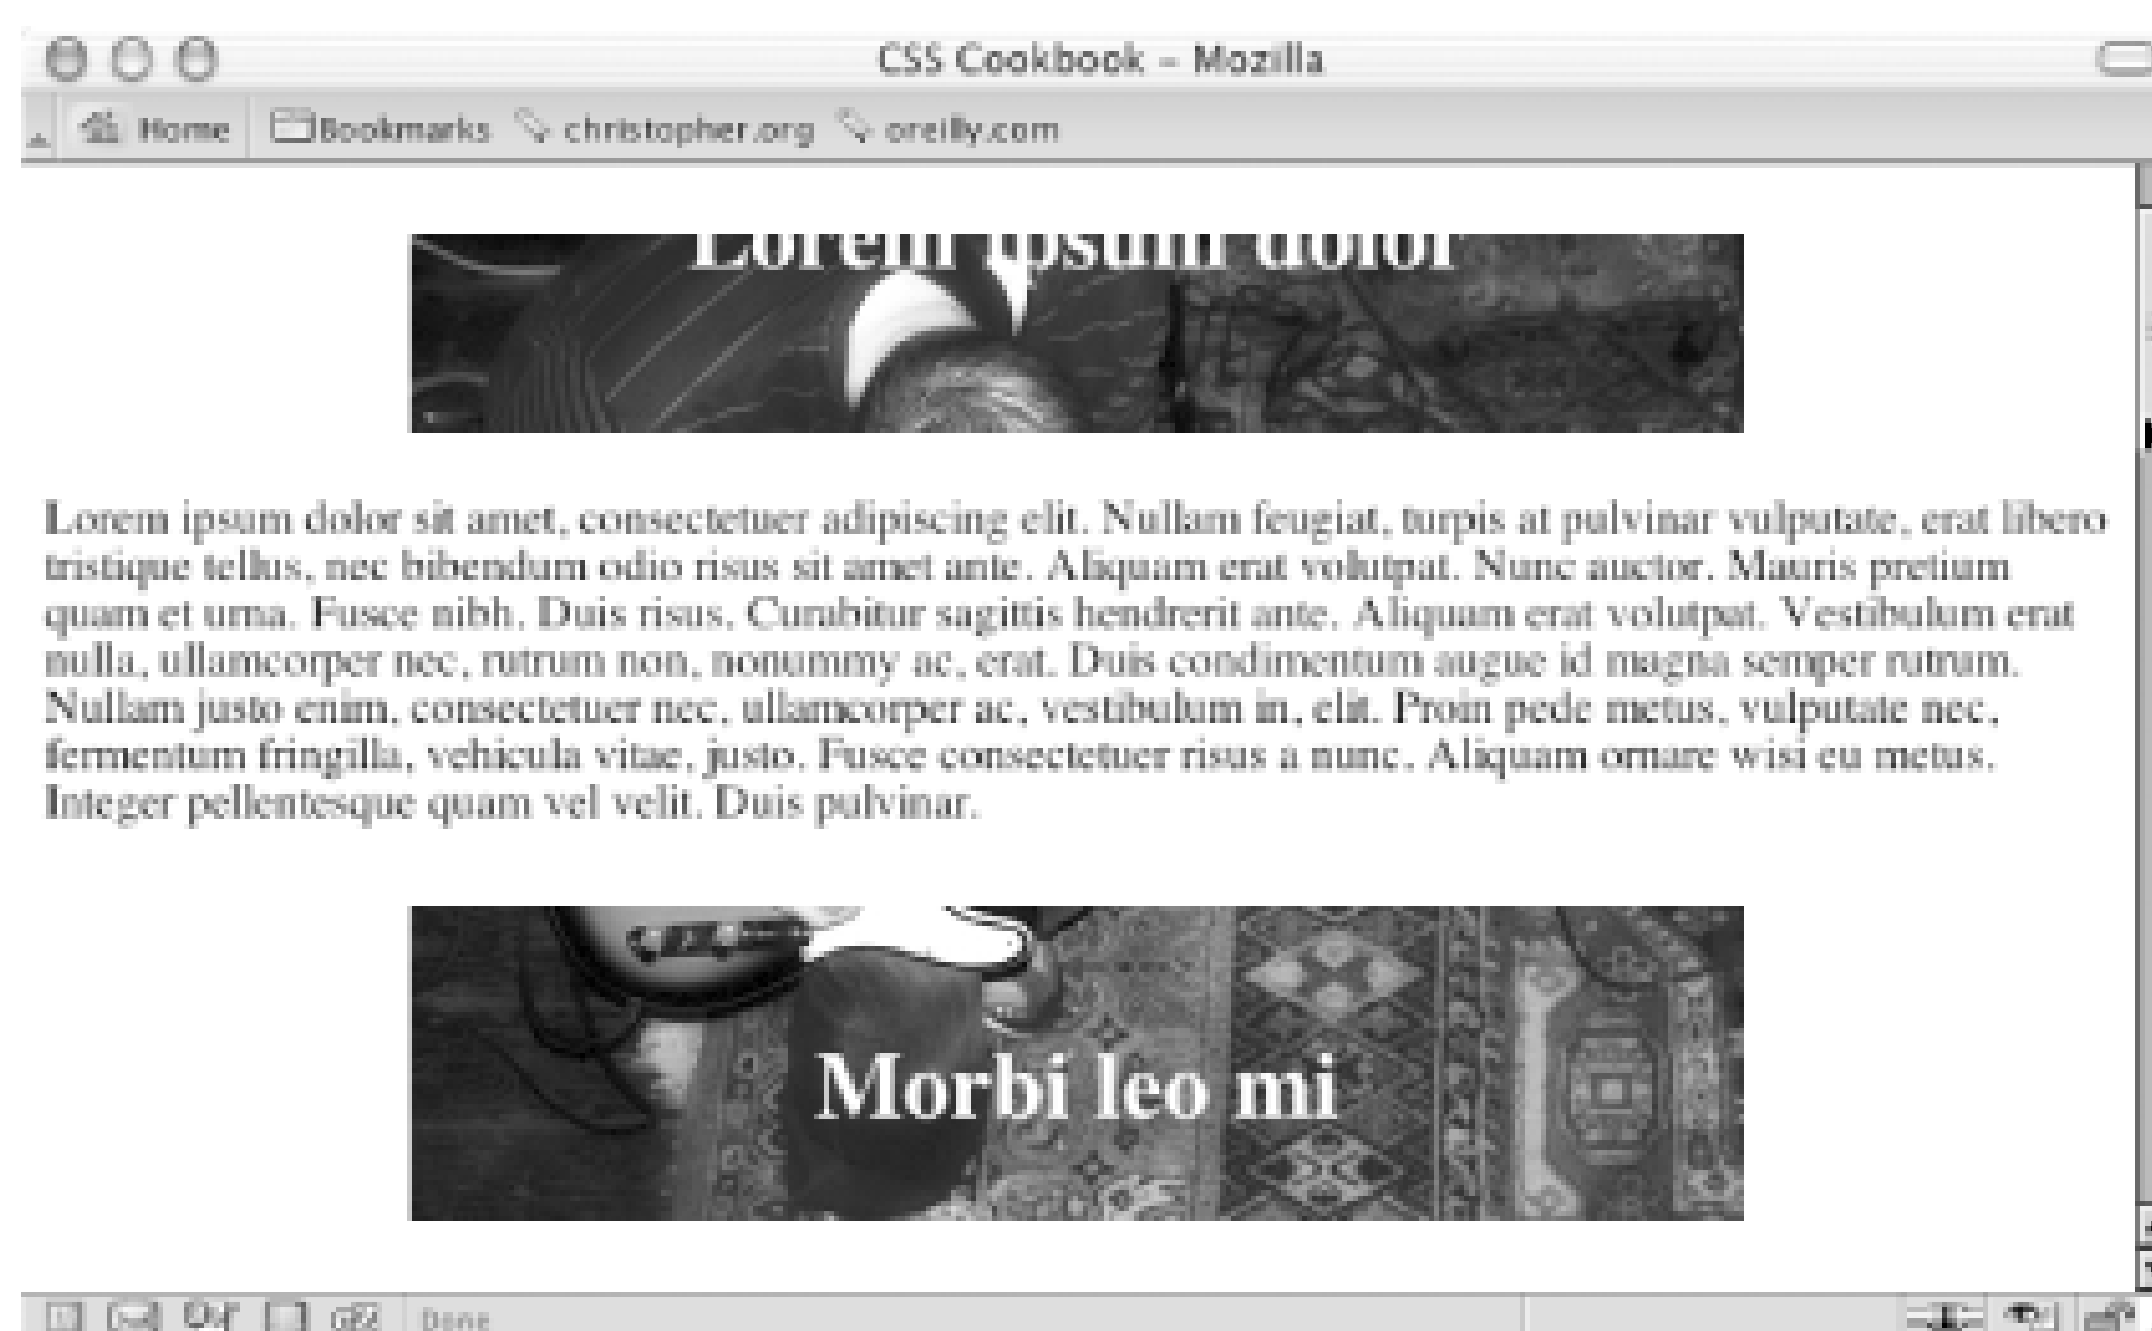 CSS Cookbook – Mozilla
Home Bookmarks christopher.org oreilly.com
Lorem ipsum dolor
Lorem ipsum dolor sit amet, consectetuer adipiscing elit. Nullam feugiat, turpis at pulvinar vulputate, erat libero
tristique tellus, nec bibendum odio risus sit amet ante. Aliquam erat volutpat. Nunc auctor. Mauris pretium
quam et urna. Fusce nibh. Duis risus. Curabitur sagittis hendrerit ante. Aliquam erat volutpat. Vestibulum erat
nulla, ullamcorper nec, rutrum non, nonummy ac, erat. Duis condimentum augue id magna semper rutrum.
Nullam justo enim, consectetuer nec, ullamcorper ac, vestibulum in, elit. Proin pede metus, vulputate nec,
fermentum fringilla, vehicula vitae, justo. Fusce consectetuer risus a nunc. Aliquam ornare wisi eu metus.
Integer pellentesque quam vel velit. Duis pulvinar.
Morbi leo mi
Done